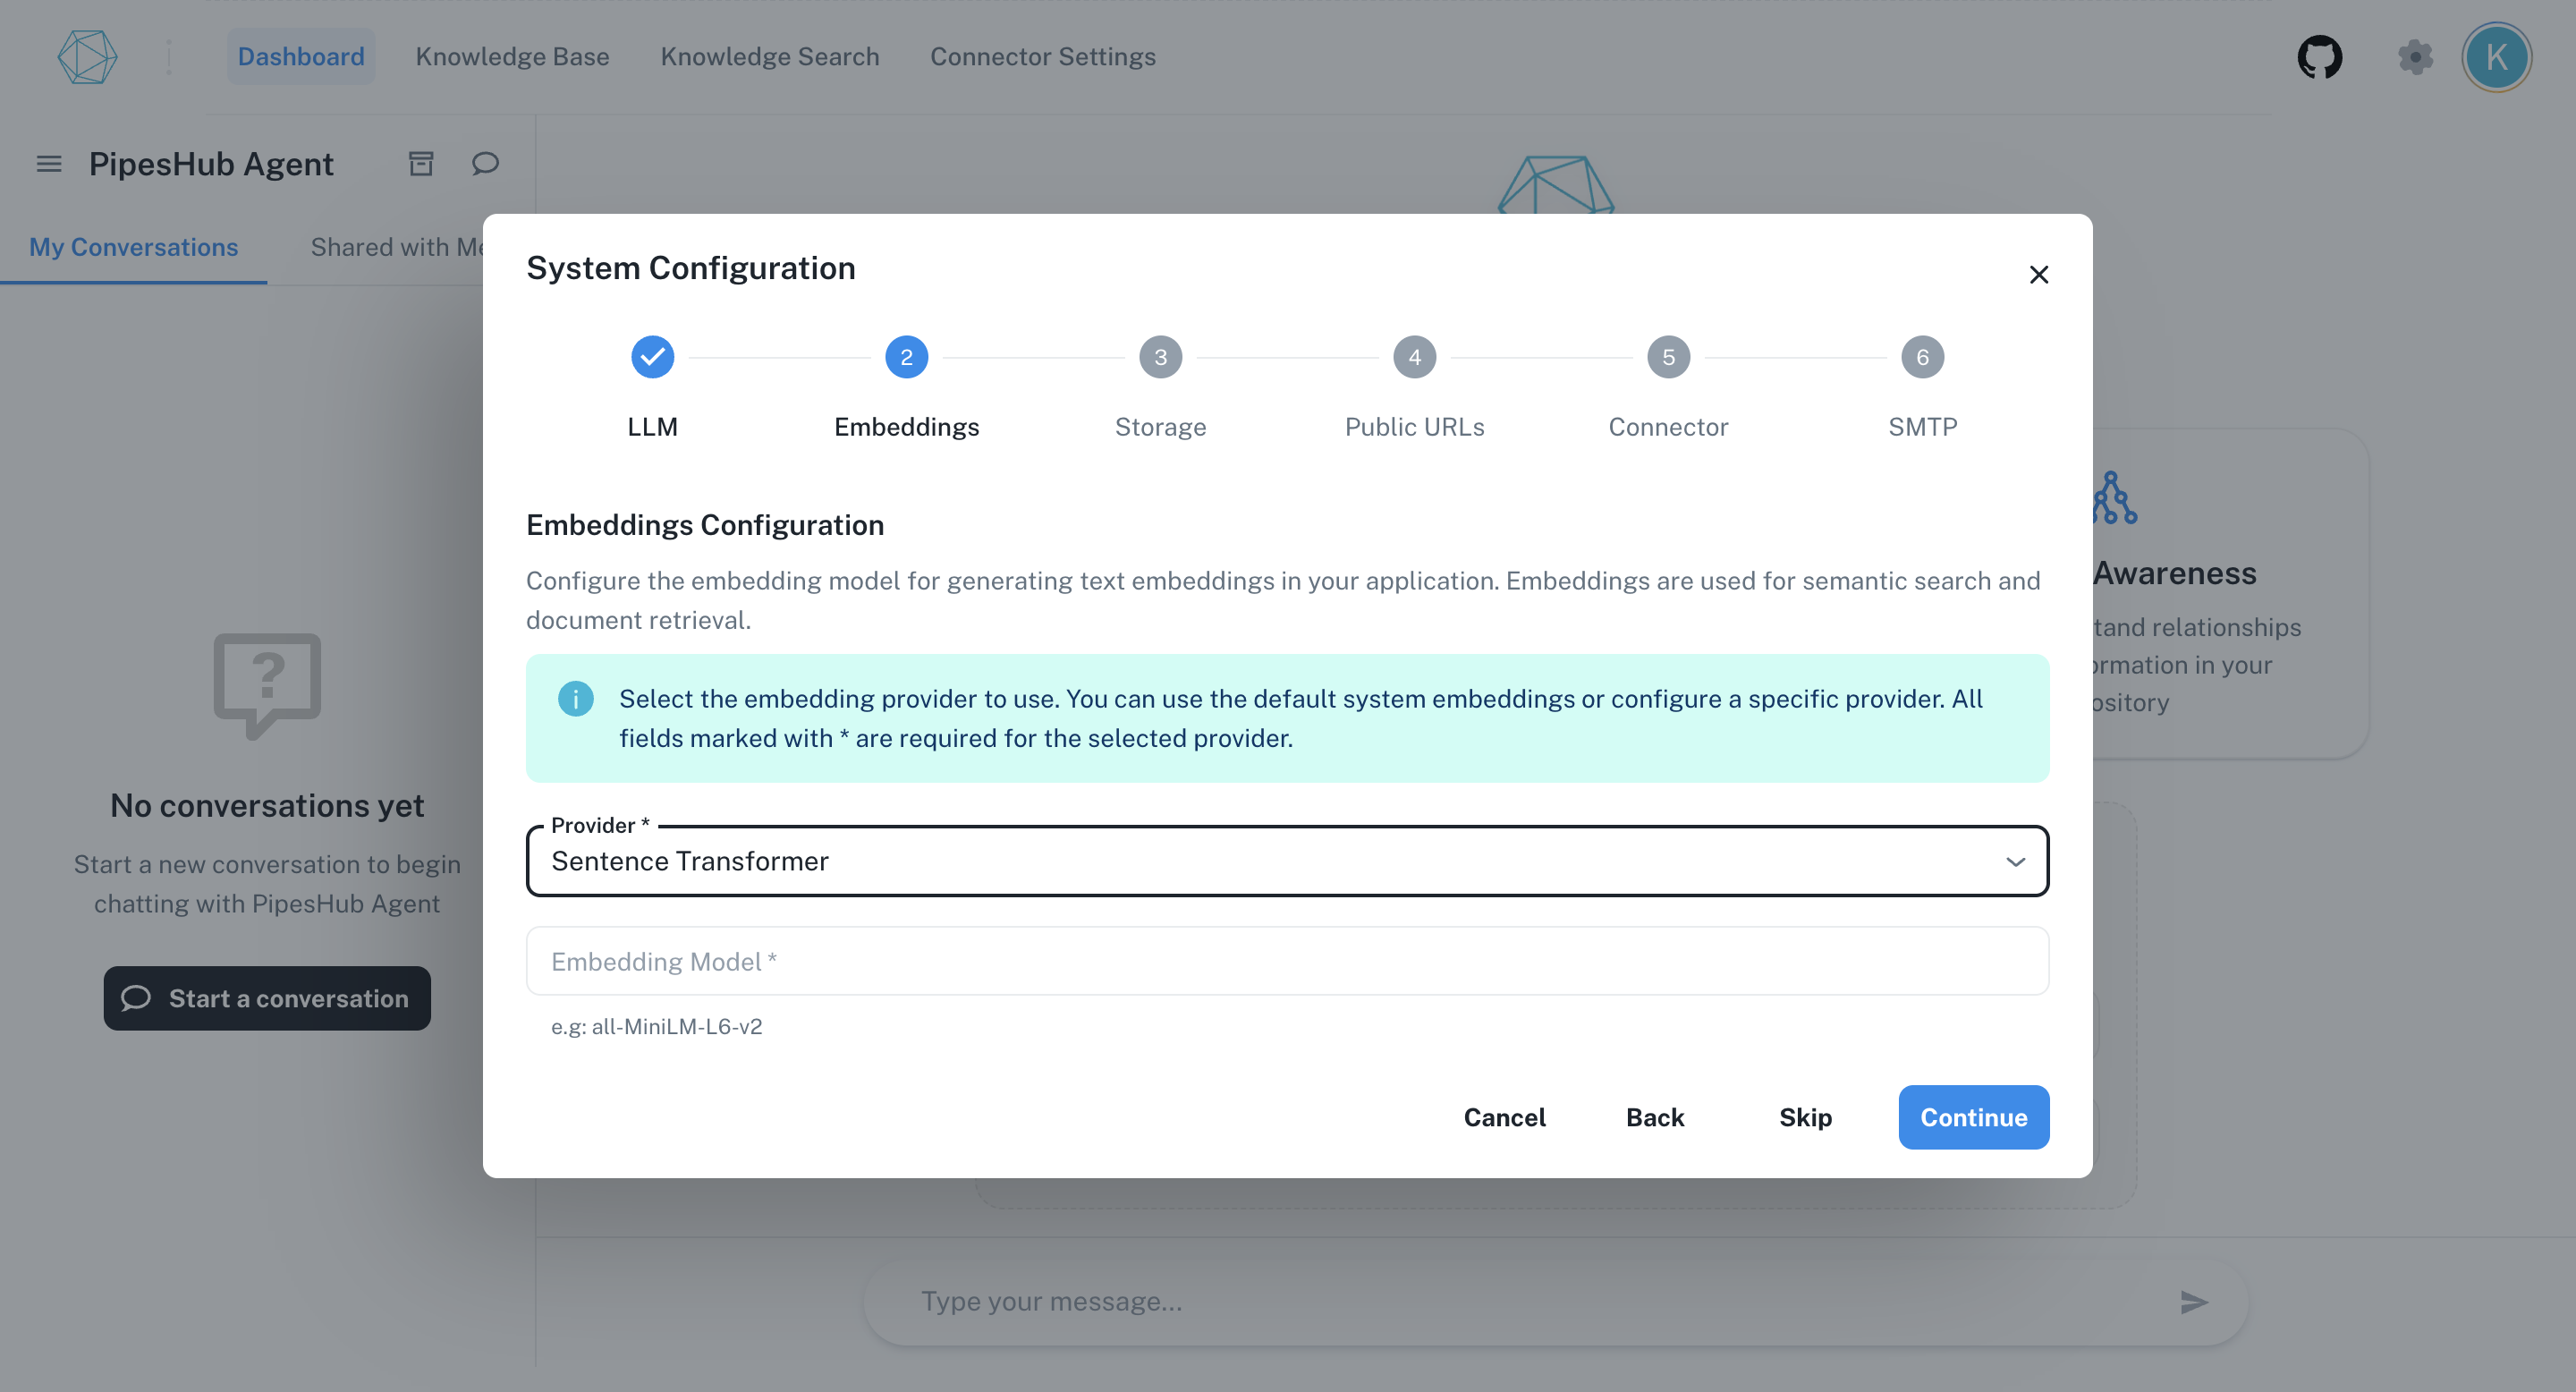 Dashboard
Knowledge Base
Knowledge Search
Connector Settings
K
PipesHub Agent
My Conversations
Shared with Me
No conversations yet
Start a new conversation to begin
chatting with PipesHub Agent
Start a conversation
System Configuration
2
3
4
5
6
LLM
Embeddings
Storage
Public URLs
Connector
SMTP
Embeddings Configuration
Configure the embedding model for generating text embeddings in your application. Embeddings are used for semantic search and
document retrieval.
Select the embedding provider to use. You can use the default system embeddings or configure a specific provider. All
fields marked with * are required for the selected provider.
Provider *
Sentence Transformer
Embedding Model *
e.g: all-MiniLM-L6-v2
Cancel
Back
Skip
Continue
Awareness
relationships
in your
Type your message...